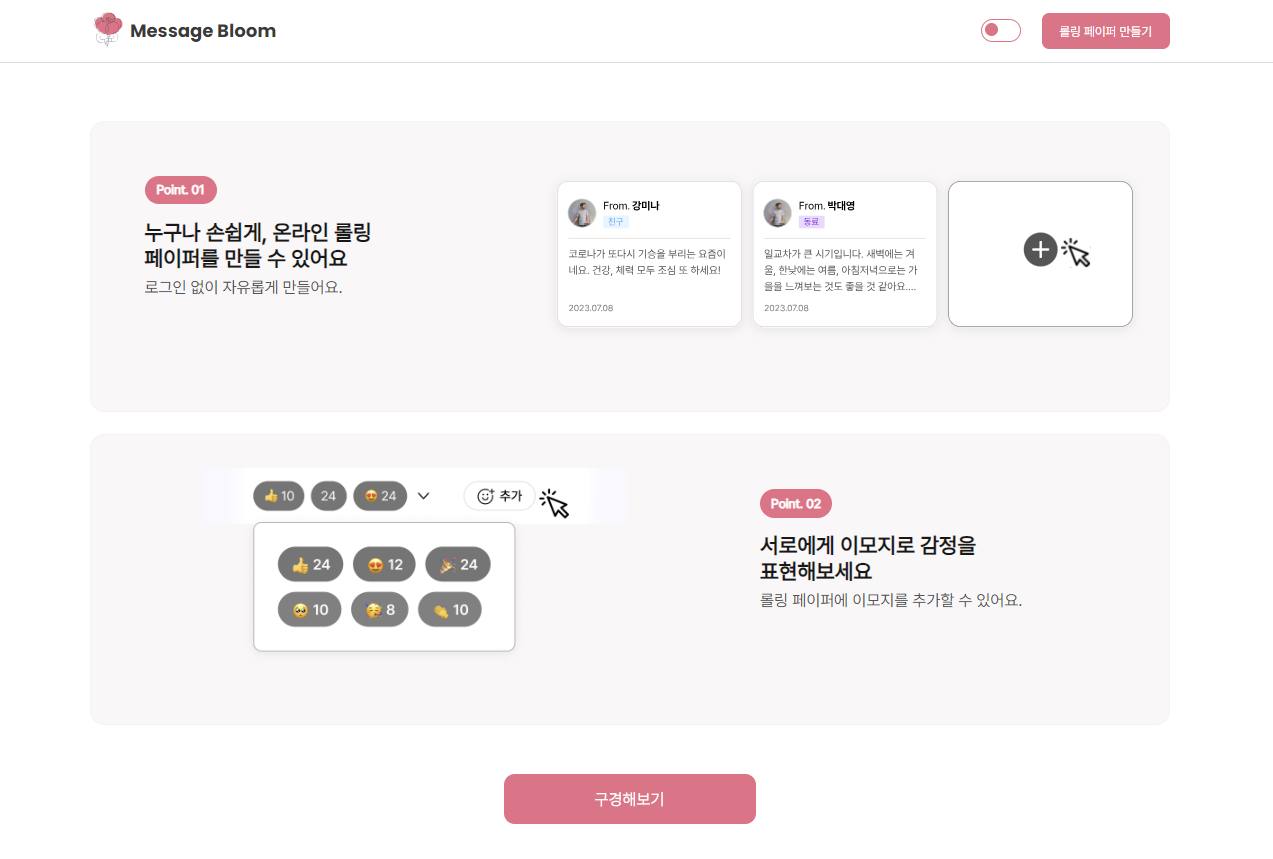 Message Bloom
롤링 페이퍼 만들기
Point. 01
누구나 손쉽게, 온라인 롤링
페이퍼를 만들 수 있어요
로그인 없이 자유롭게 만들어요.
From. 강미나
친구
코로나가 또다시 기승을 부리는 요즘이
네요. 건강, 체력 모두 조심 또 하세요!
2023.07.08
From. 박대영
동료
일교차가 큰 시기입니다. 새벽에는 겨
울, 한낮에는 여름, 아침저녁으로는 가
을을 느껴보는 것도 좋을 것 같아요....
2023.07.08
👍 10
24
😍 24
추가
👍 24
😍 12
🎉 24
🥺 10
🥳 8
👏 10
Point. 02
서로에게 이모지로 감정을
표현해보세요
롤링 페이퍼에 이모지를 추가할 수 있어요.
구경해보기